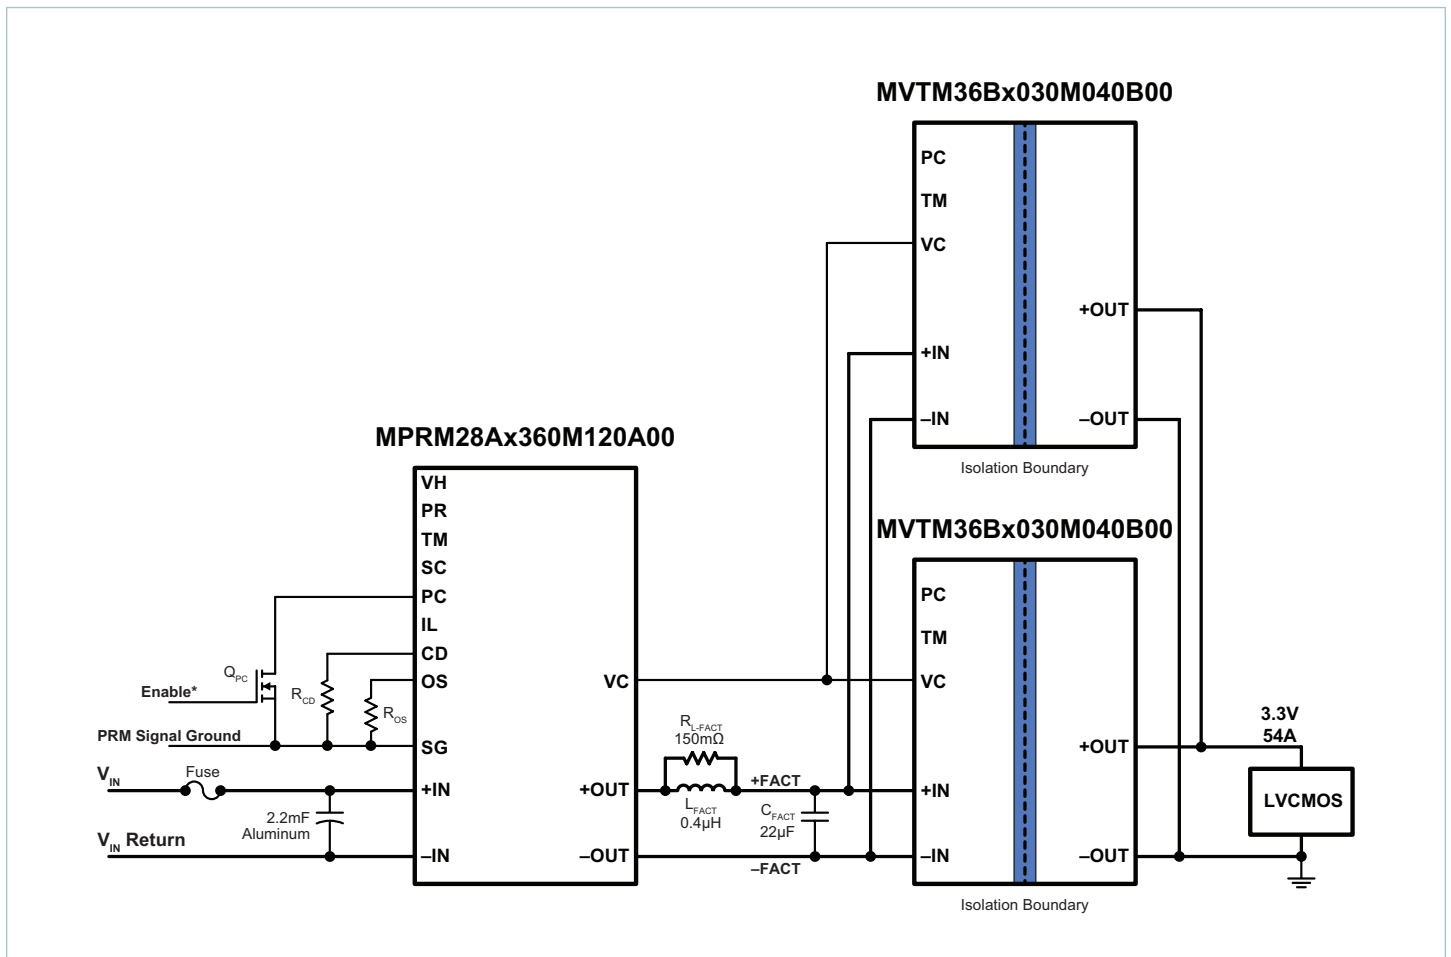 MVTM36Bx030M040B00
PC
TM
VC
+IN
–IN
+OUT
–OUT
Isolation Boundary
MPRM28Ax360M120A00
VH
PR
TM
SC
PC
IL
CD
OS
SG
+IN
–IN
VC
+OUT
–OUT
Enable*
Q_PC
R_CD
R_OS
PRM Signal Ground
V_IN
Fuse
2.2mF
Aluminum
V_IN Return
R_L-FACT
150mΩ
L_FACT
0.4µH
+FACT
C_FACT
22µF
–FACT
MVTM36Bx030M040B00
PC
TM
VC
+IN
–IN
+OUT
–OUT
Isolation Boundary
3.3V
54A
LVCMOS